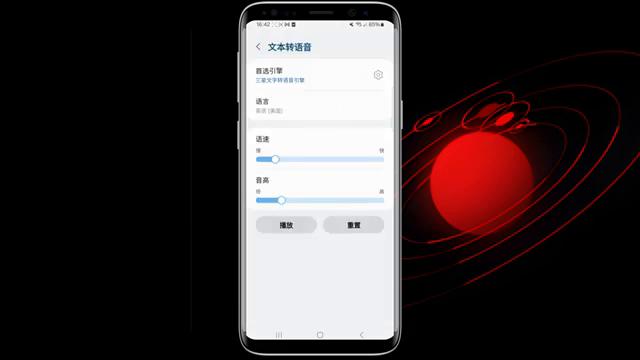 16:42
65%
文本转语音
首选引擎
三星文字转语音引擎
语言
英语 (美国)
语速
慢 快
音高
低 高
播放 重置